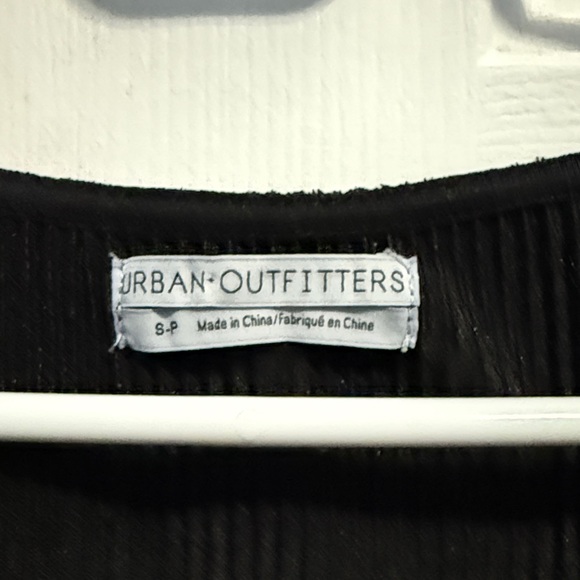 URBAN·OUTFITTERS
S-P Made in China/Fabriqué en Chine